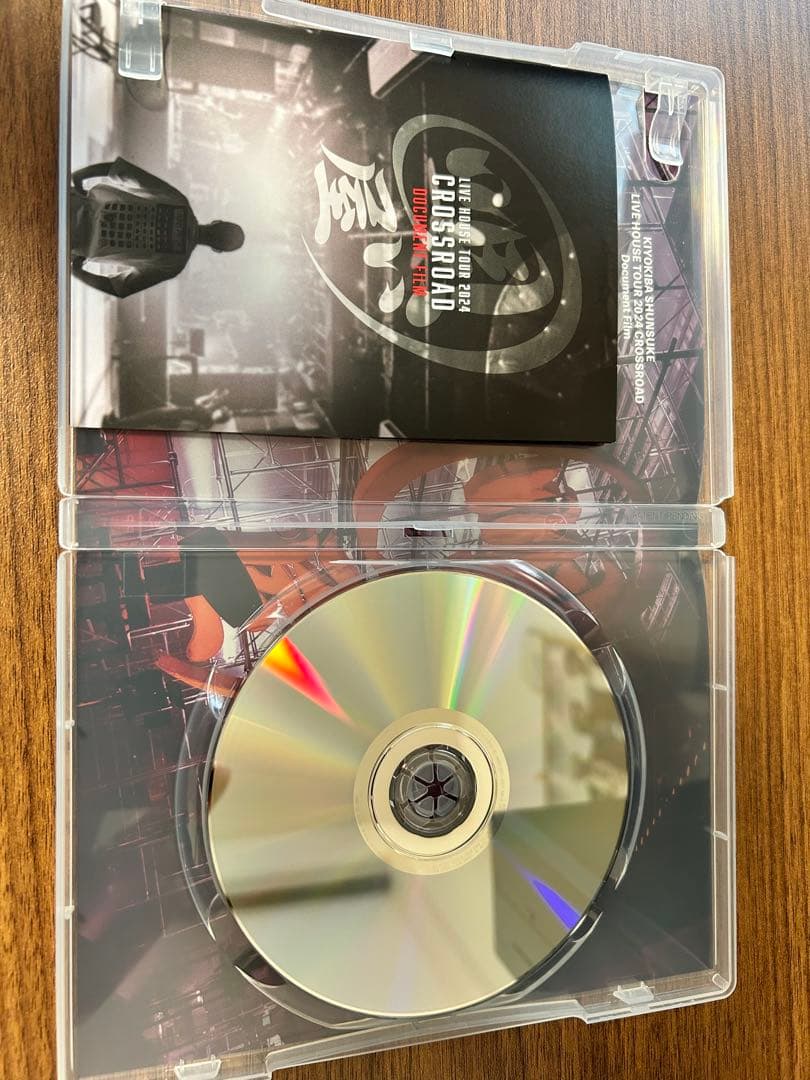 LIVE HOUSE TOUR 2024
CROSSROAD
DOCUMENT FILM
KIYOKIBA SHUNSUKE
LIVE HOUSE TOUR 2024 CROSSROAD
Document Film